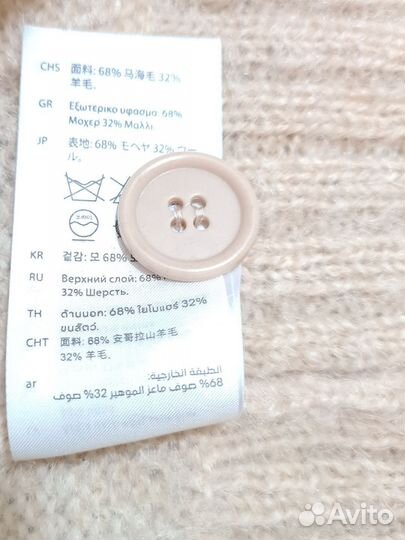 CHS 面料: 68% 马海毛 32%
羊毛.
GR Εξωτερικο υφασμα: 68%
Μοχερ 32% Μαλλι.
JP 表地: 68% モヘヤ 32% ウー
ル。
KR 겉감: 모 68%
RU Верхний слой: 68%
32% Шерсть.
TH ด้านนอก: 68% ใยโมแฮร์ 32%
ขนสัตว์.
CHT 面料: 68% 安哥拉山羊毛
32% 羊毛.
ar الطبقة الخارجية:
68% صوف ماعز الموهير 32% صوف
Avito